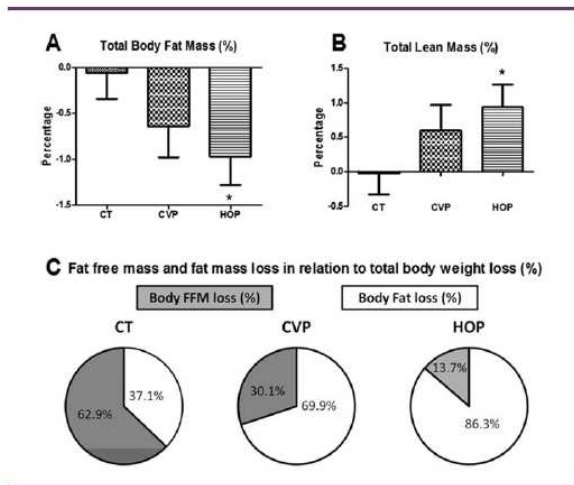 A
Total Body Fat Mass (%)
0.0
-0.5
-1.0
-1.5
Percentage
*
CT
CVP
HOP
B
Total Lean Mass (%)
1.5
1.0
0.5
0.0
-0.5
Percentage
*
CT
CVP
HOP
C Fat free mass and fat mass loss in relation to total body weight loss (%)
Body FFM loss (%)
Body Fat loss (%)
CT
CVP
HOP
62.9%
37.1%
30.1%
69.9%
13.7%
86.3%